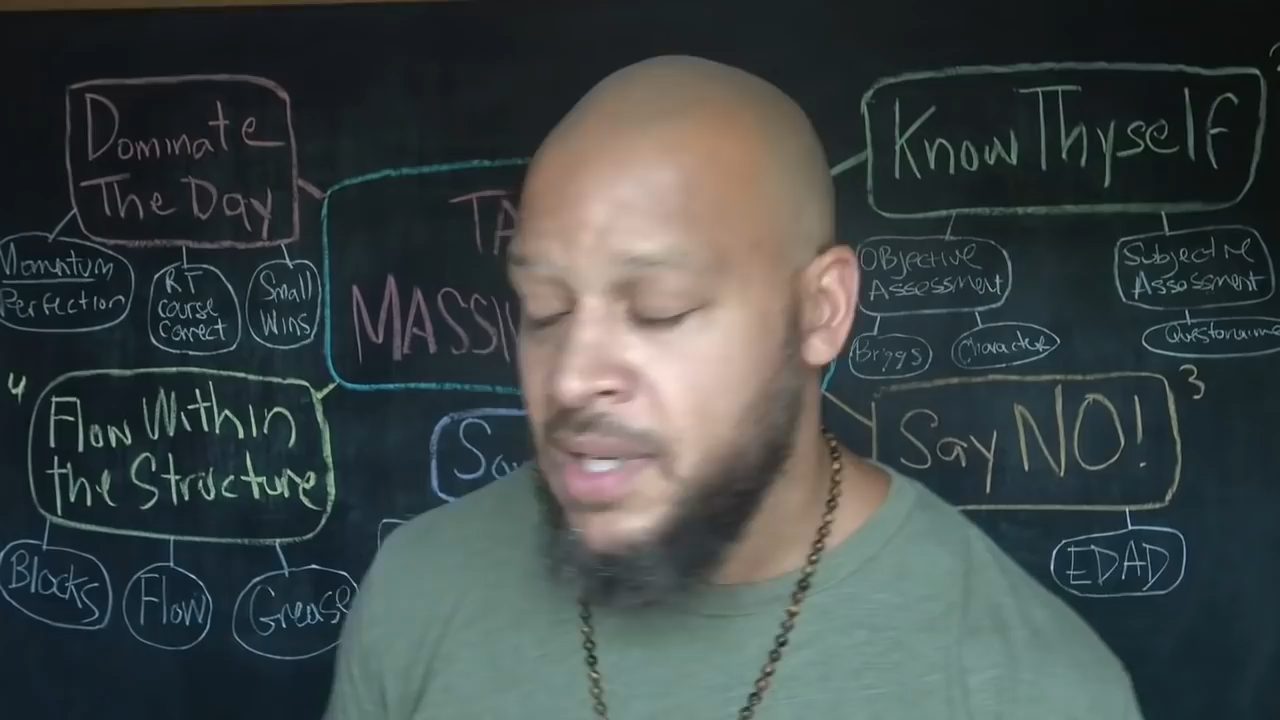 Dominate
The Day
Momentum
Perfection
RT
course
correct
Small
Wins
TA
MASSIV
Know Thyself
Objective
Assessment
Subjective
Assessment
Briggs
Character
4
Flow Within
the Structure
Blocks
Flow
Grease
Say NO!
3
EDAD